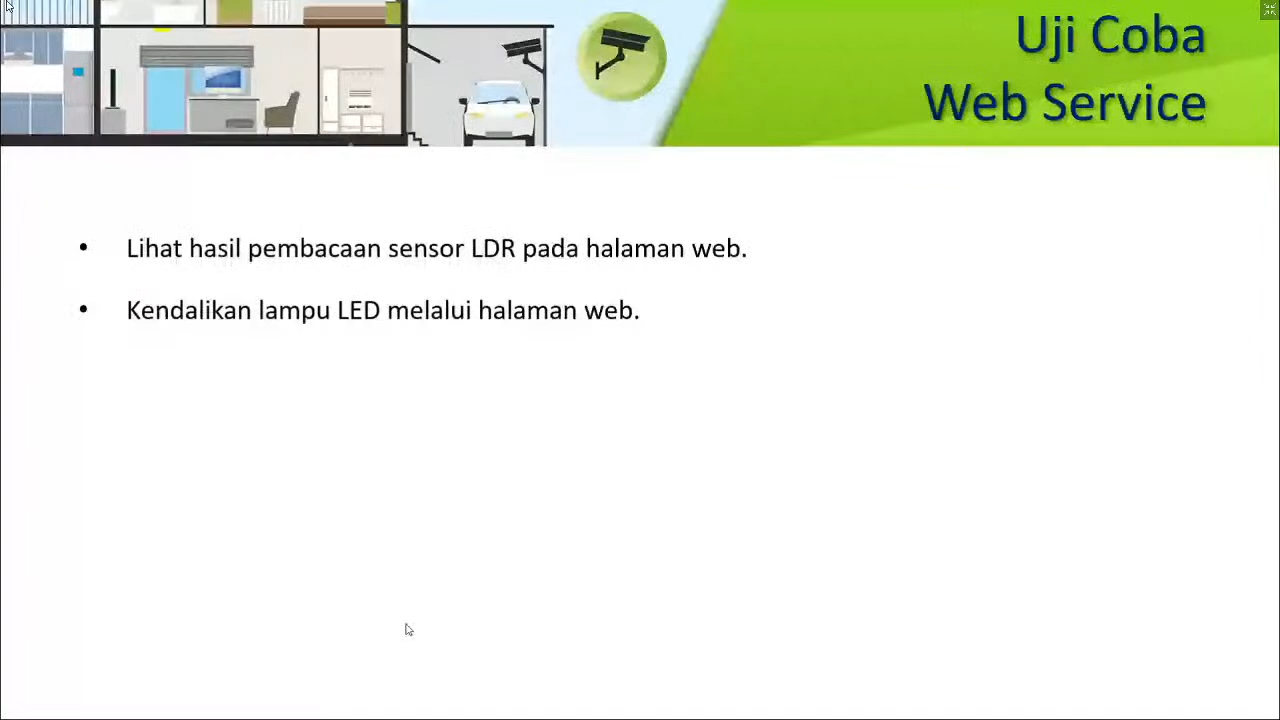 Uji Coba
Web Service
• Lihat hasil pembacaan sensor LDR pada halaman web.
• Kendalikan lampu LED melalui halaman web.